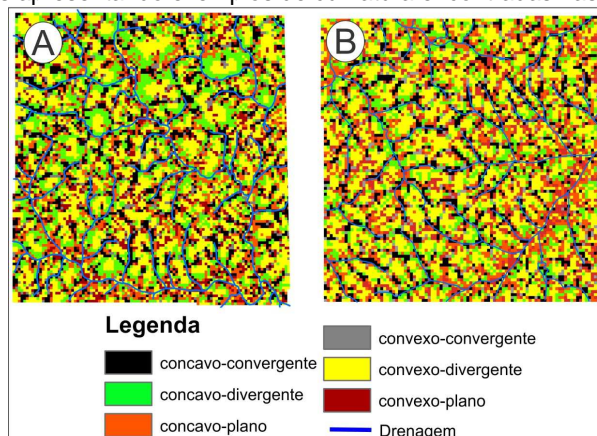 A
B
Legenda
concavo-convergente
concavo-divergente
concavo-plano
convexo-convergente
convexo-divergente
convexo-plano
Drenagem